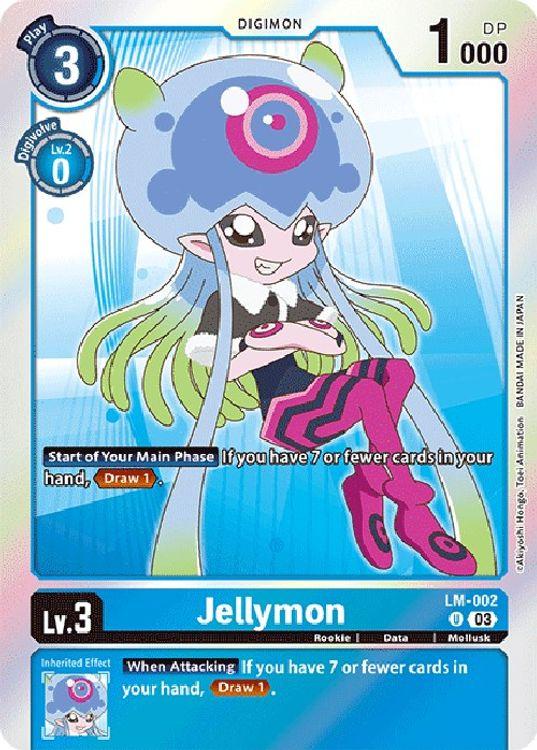 DIGIMON
Play
3
1000
DP
Digivolve
Lv.2
0
Start of Your Main Phase If you have 7 or fewer cards in your
hand, Draw 1.
©Akiyoshi Hongo, Toei Animation BANDAI MADE IN JAPAN
Lv.3
Jellymon
LM-002
U 03
Rookie | Data | Mollusk
Inherited Effect
When Attacking If you have 7 or fewer cards in
your hand, Draw 1.